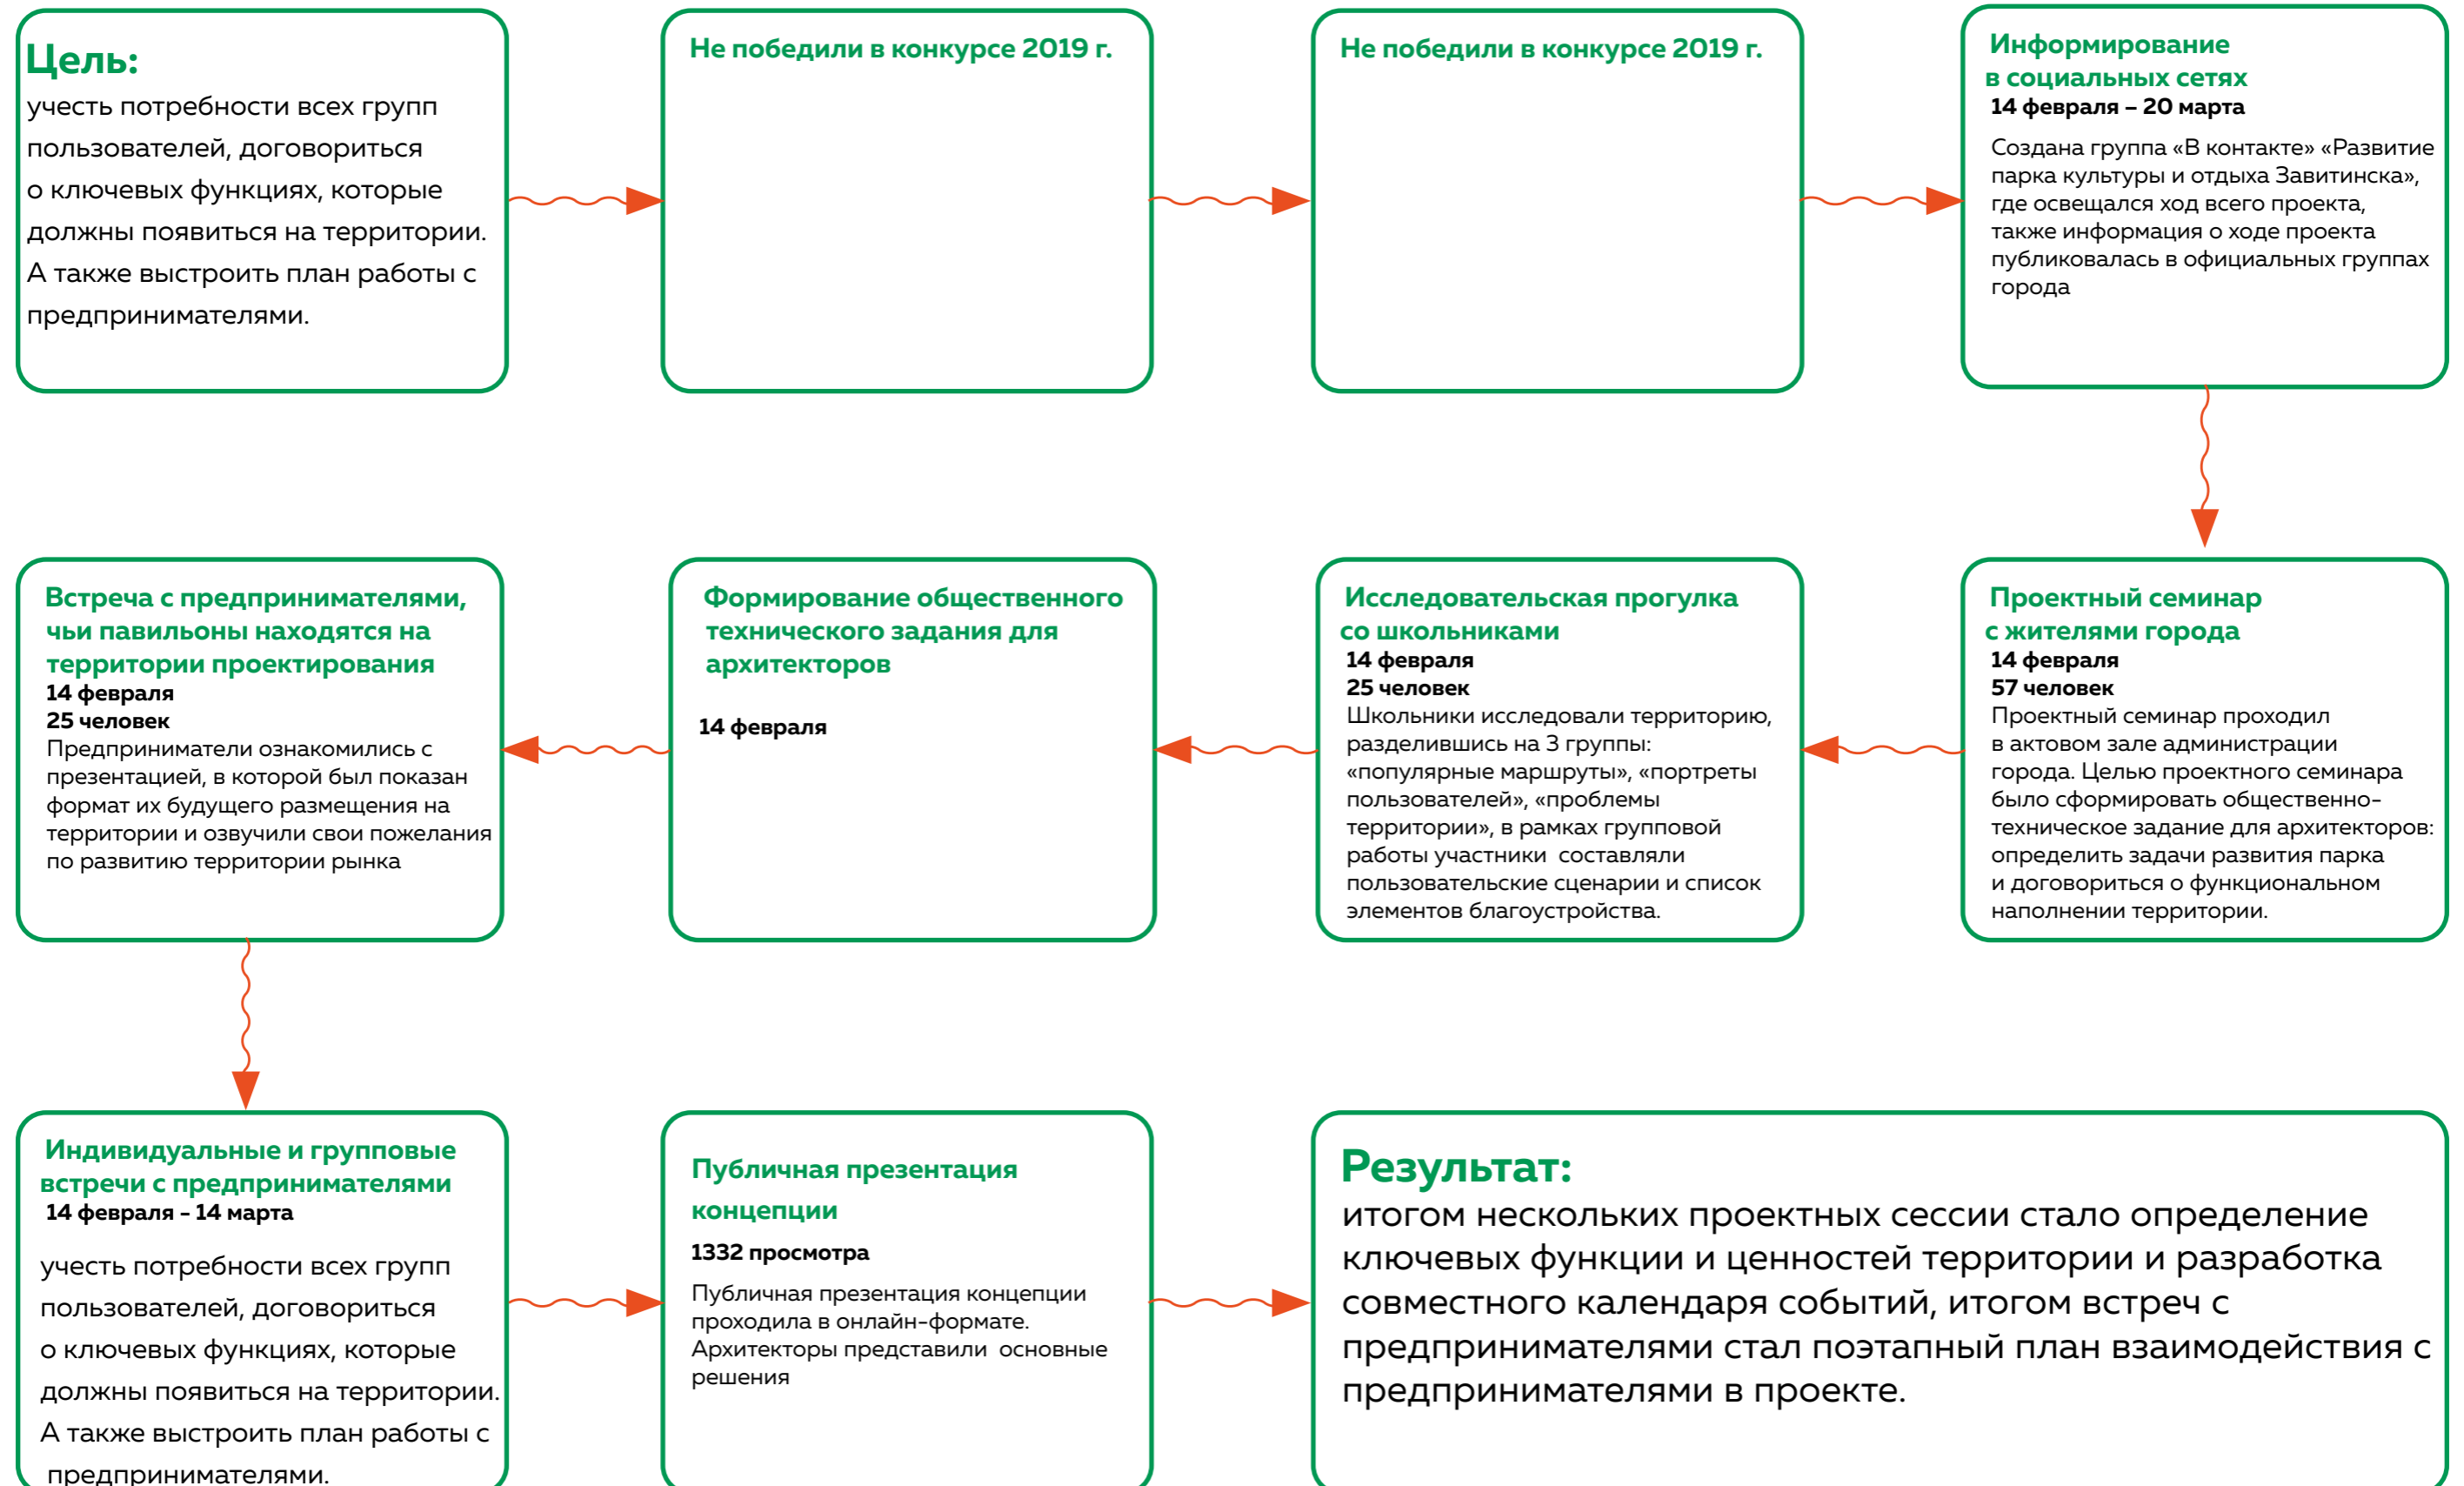 Цель:
учесть потребности всех групп
пользователей, договориться
о ключевых функциях, которые
должны появиться на территории.
А также выстроить план работы с
предпринимателями.
Не победили в конкурсе 2019 г.
Не победили в конкурсе 2019 г.
Информирование
в социальных сетях
14 февраля – 20 марта
Создана группа «В контакте» «Развитие
парка культуры и отдыха Завитинска»,
где освещался ход всего проекта,
также информация о ходе проекта
публиковалась в официальных группах
города
Проектный семинар
с жителями города
14 февраля
57 человек
Проектный семинар проходил
в актовом зале администрации
города. Целью проектного семинара
было сформировать общественно-
техническое задание для архитекторов:
определить задачи развития парка
и договориться о функциональном
наполнении территории.
Исследовательская прогулка
со школьниками
14 февраля
25 человек
Школьники исследовали территорию,
разделившись на 3 группы:
«популярные маршруты», «портреты
пользователей», «проблемы
территории», в рамках групповой
работы участники составляли
пользовательские сценарии и список
элементов благоустройства.
Формирование общественного
технического задания для
архитекторов
14 февраля
Встреча с предпринимателями,
чьи павильоны находятся на
территории проектирования
14 февраля
25 человек
Предприниматели ознакомились с
презентацией, в которой был показан
формат их будущего размещения на
территории и озвучили свои пожелания
по развитию территории рынка
Индивидуальные и групповые
встречи с предпринимателями
14 февраля - 14 марта
учесть потребности всех групп
пользователей, договориться
о ключевых функциях, которые
должны появиться на территории.
А также выстроить план работы с
предпринимателями.
Публичная презентация
концепции
1332 просмотра
Публичная презентация концепции
проходила в онлайн-формате.
Архитекторы представили основные
решения
Результат:
итогом нескольких проектных сессии стало определение
ключевых функции и ценностей территории и разработка
совместного календаря событий, итогом встреч с
предпринимателями стал поэтапный план взаимодействия с
предпринимателями в проекте.